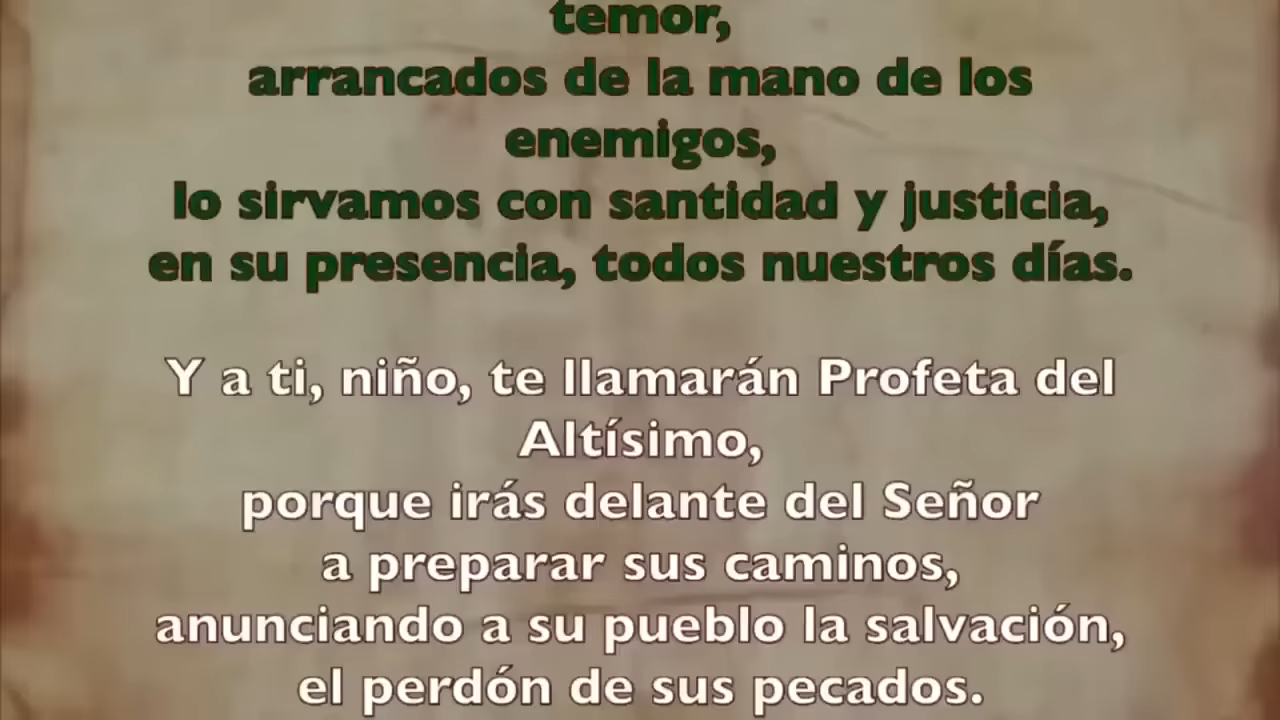 temor,
arrancados de la mano de los
enemigos,
lo sirvamos con santidad y justicia,
en su presencia, todos nuestros días.
Y a ti, niño, te llamarán Profeta del
Altísimo,
porque irás delante del Señor
a preparar sus caminos,
anunciando a su pueblo la salvación,
el perdón de sus pecados.